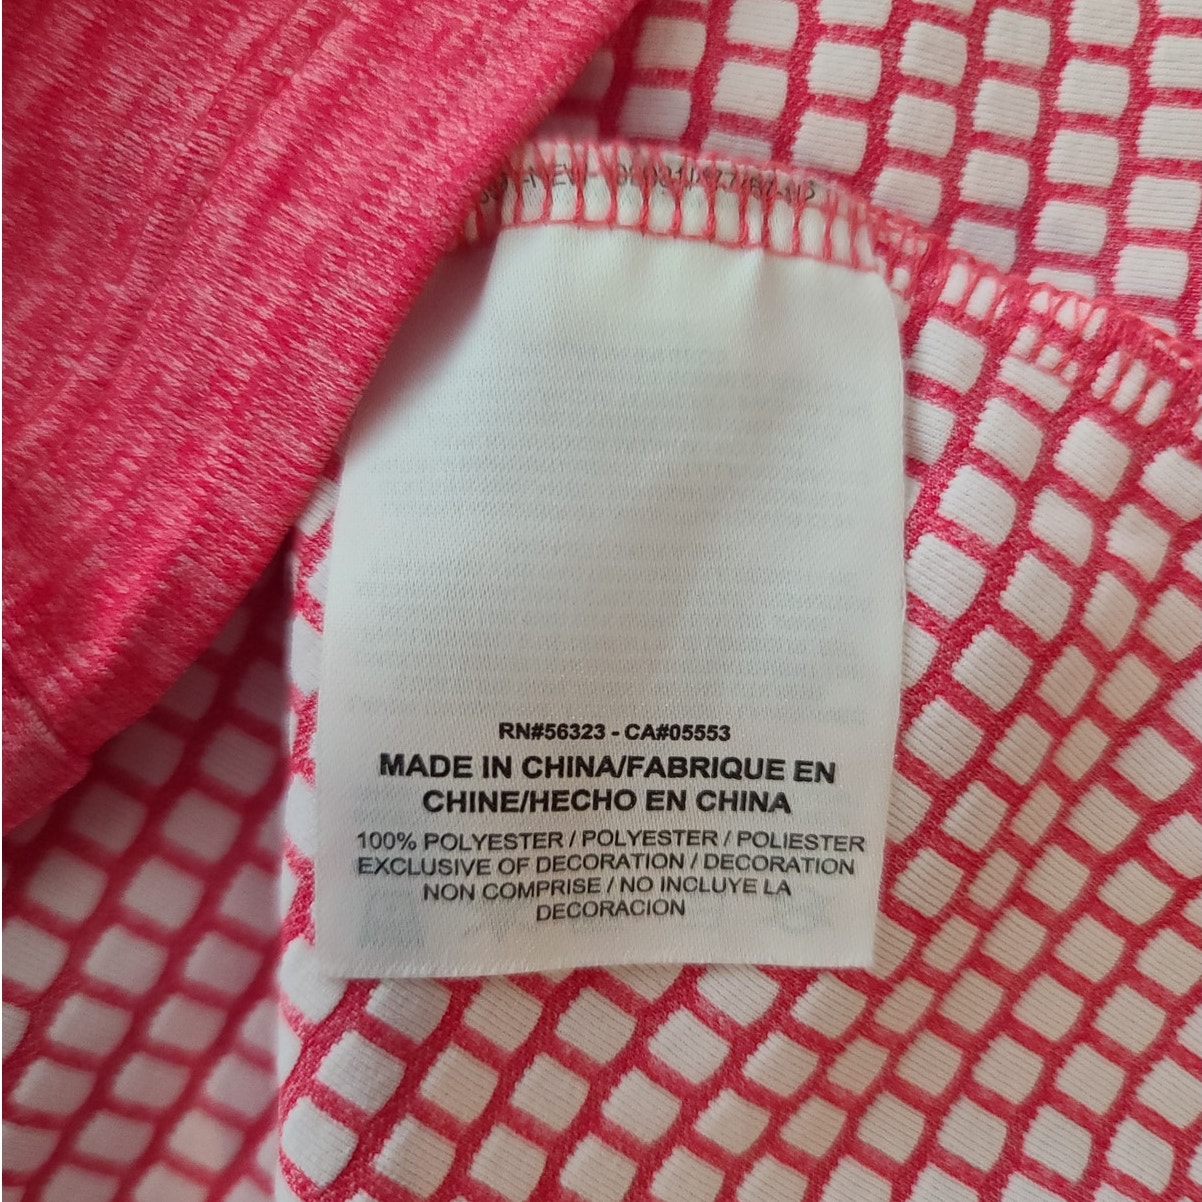 RN#56323 - CA#05553
MADE IN CHINA/FABRIQUE EN
CHINE/HECHO EN CHINA
100% POLYESTER / POLYESTER / POLIESTER
EXCLUSIVE OF DECORATION / DECORATION
NON COMPRISE / NO INCLUYE LA
DECORACION